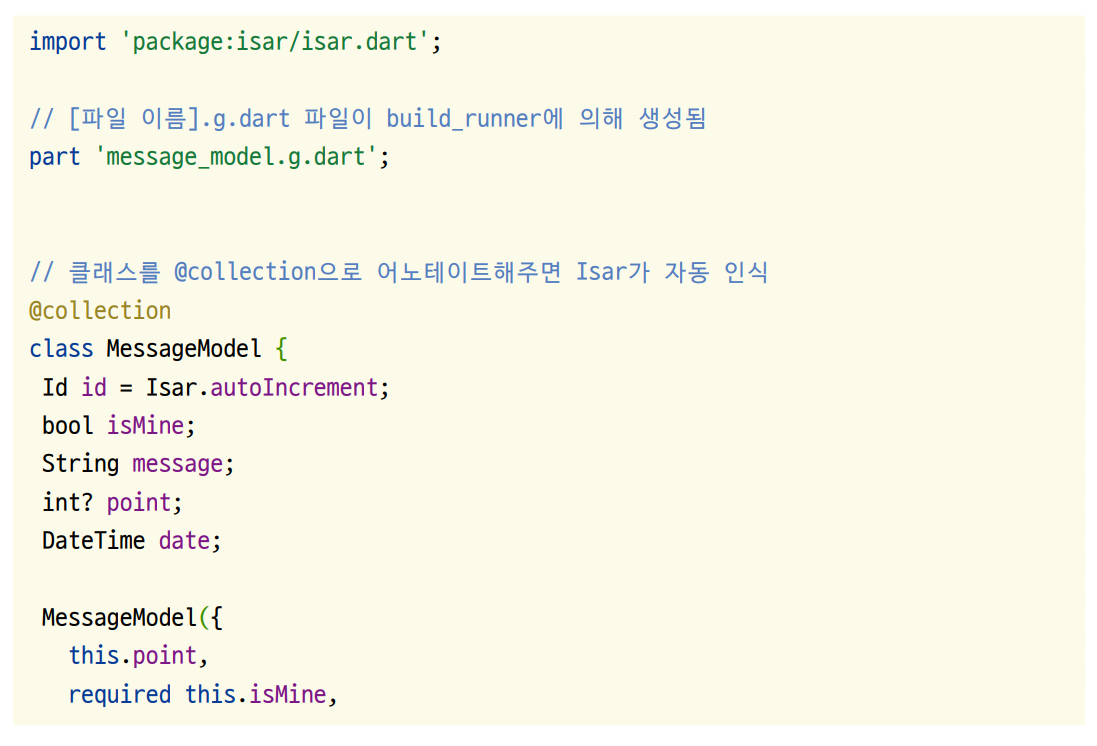 import 'package:isar/isar.dart';
// [파일 이름].g.dart 파일이 build_runner에 의해 생성됨
part 'message_model.g.dart';
// 클래스를 @collection으로 어노테이트해주면 Isar가 자동 인식
@collection
class MessageModel {
Id id = Isar.autoIncrement;
bool isMine;
String message;
int? point;
DateTime date;
MessageModel({
this.point,
required this.isMine,